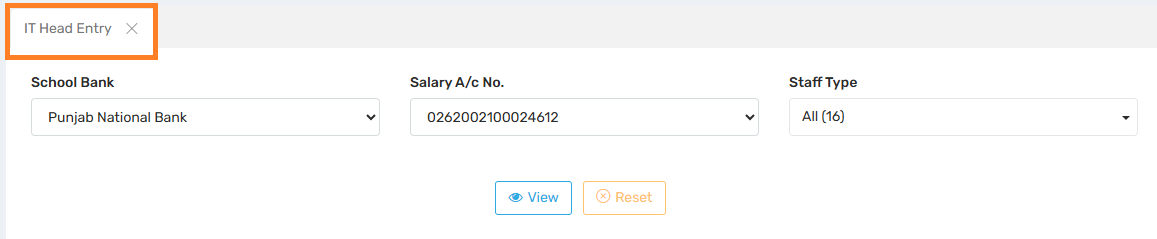 IT Head Entry
School Bank
Salary A/c No.
Staff Type
Punjab National Bank
0262002100024612
All (16)
View
Reset